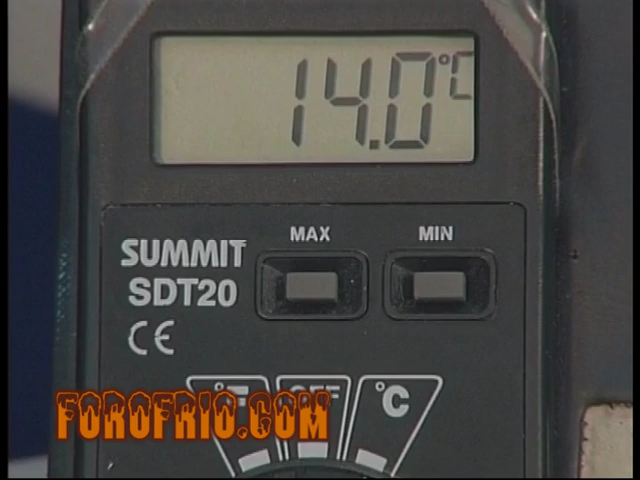 14.0°C
MAX MIN
SUMMIT
SDT20
CE
°F OFF °C
FOROFRIO.COM